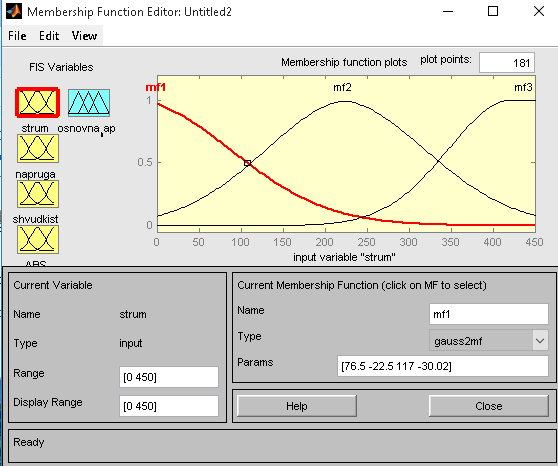 Membership Function Editor: Untitled2
File Edit View
FIS Variables
Membership function plots plot points: 181
mf1 mf2 mf3
1
0.5
0
0 50 100 150 200 250 300 350 400 450
input variable "strum"
strum osnovna
napruga
shvudkist
ABS
Current Variable
Name strum
Type input
Range [0 450]
Display Range [0 450]
Current Membership Function (click on MF to select)
Name mf1
Type gauss2mf
Params [76.5 -22.5 117 -30.02]
Help Close
Ready